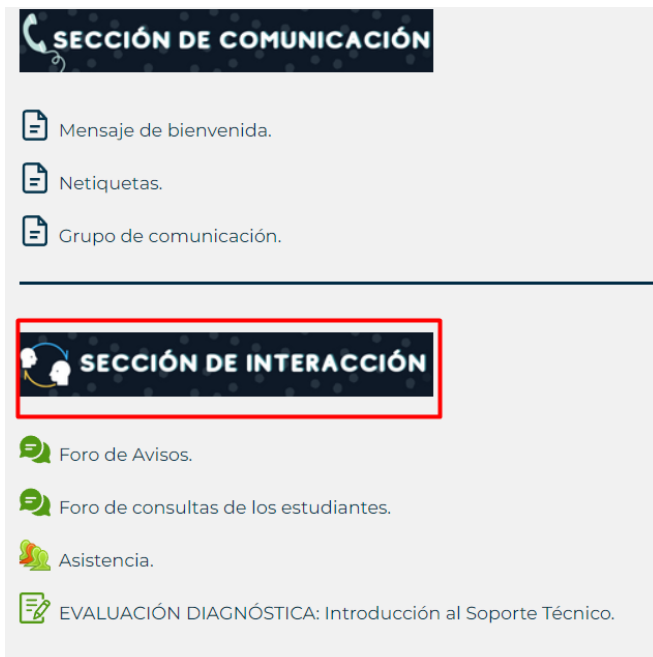 SECCIÓN DE COMUNICACIÓN
Mensaje de bienvenida.
Netiquetas.
Grupo de comunicación.
SECCIÓN DE INTERACCIÓN
Foro de Avisos.
Foro de consultas de los estudiantes.
Asistencia.
EVALUACIÓN DIAGNÓSTICA: Introducción al Soporte Técnico.